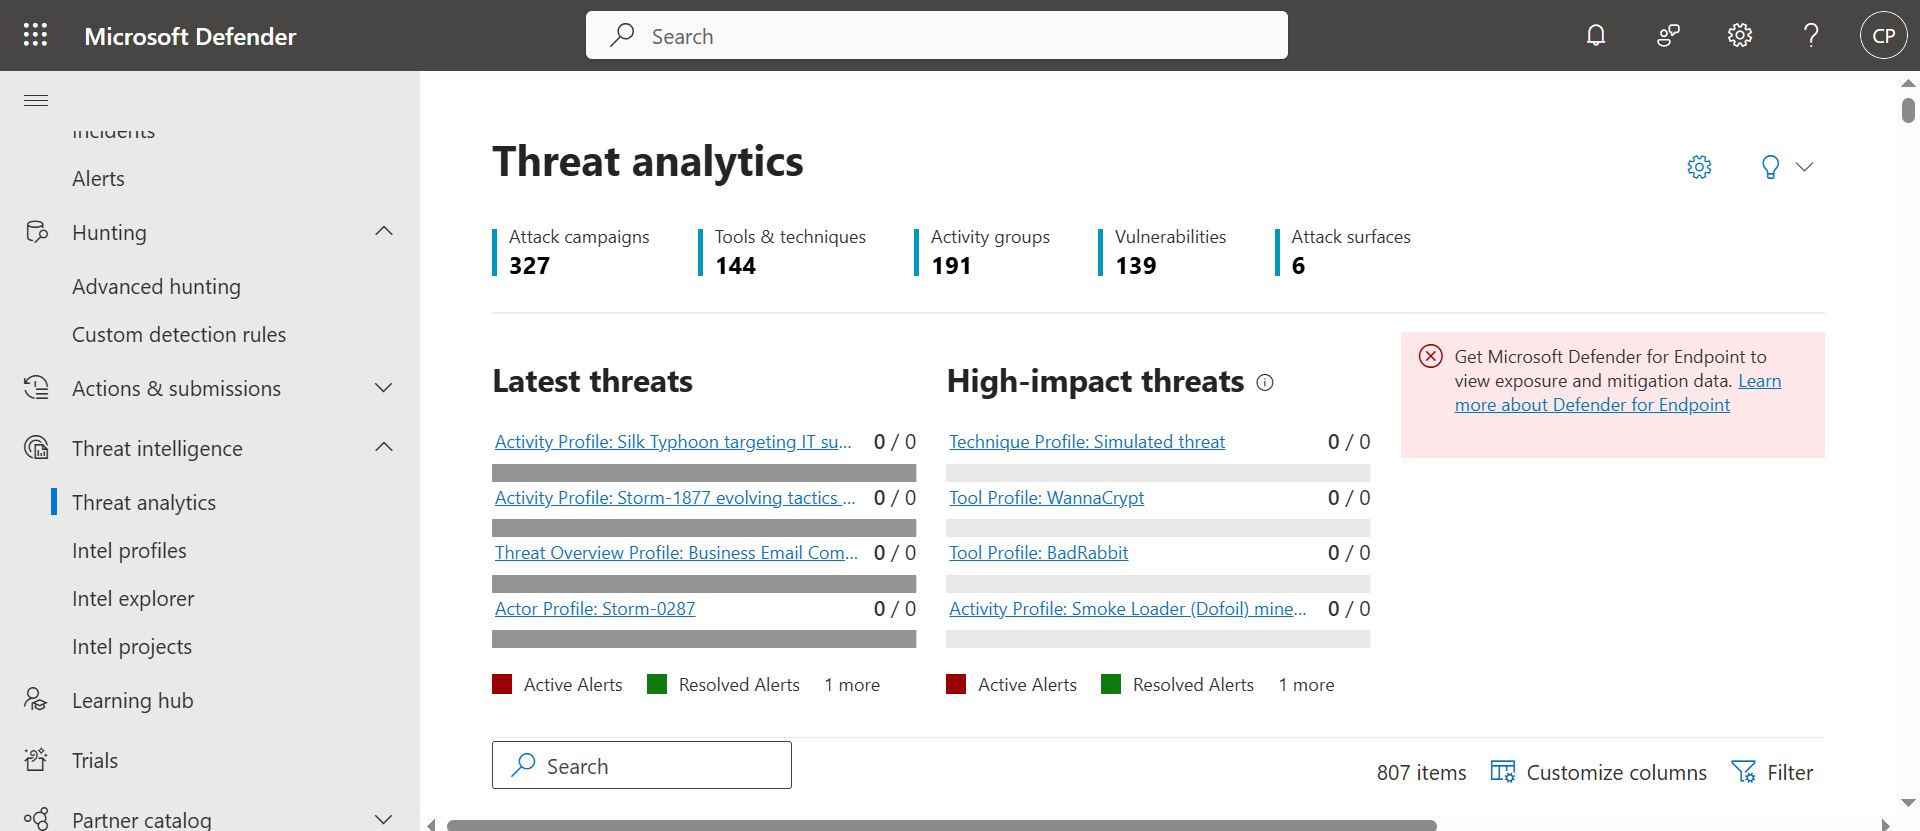 Microsoft Defender
Search
CP
Incidents
Alerts
Hunting
Advanced hunting
Custom detection rules
Actions & submissions
Threat intelligence
Threat analytics
Intel profiles
Intel explorer
Intel projects
Learning hub
Trials
Partner catalog
Threat analytics
Attack campaigns
327
Tools & techniques
144
Activity groups
191
Vulnerabilities
139
Attack surfaces
6
Latest threats
Activity Profile: Silk Typhoon targeting IT su... 0 / 0
Activity Profile: Storm-1877 evolving tactics ... 0 / 0
Threat Overview Profile: Business Email Com... 0 / 0
Actor Profile: Storm-0287 0 / 0
Active Alerts Resolved Alerts 1 more
High-impact threats
Technique Profile: Simulated threat 0 / 0
Tool Profile: WannaCrypt 0 / 0
Tool Profile: BadRabbit 0 / 0
Activity Profile: Smoke Loader (Dofoil) mine... 0 / 0
Active Alerts Resolved Alerts 1 more
Get Microsoft Defender for Endpoint to
view exposure and mitigation data. Learn
more about Defender for Endpoint
Search
807 items
Customize columns
Filter